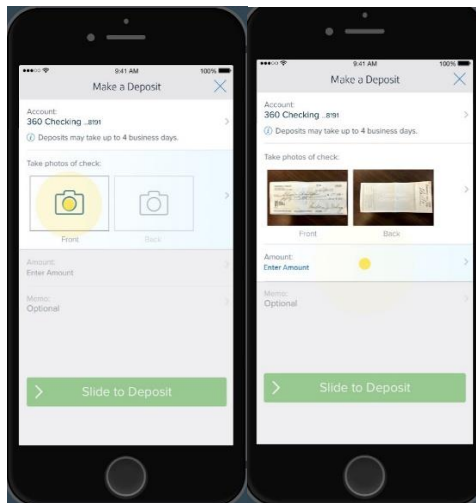 9:41 AM 100%
Make a Deposit
Account:
360 Checking ...8191
Deposits may take up to 4 business days.
Take photos of check:
Front Back
Amount:
Enter Amount
Memo:
Optional
Slide to Deposit
9:41 AM 100%
Make a Deposit
Account:
360 Checking ...8191
Deposits may take up to 4 business days.
Take photos of check:
Front Back
Amount:
Enter Amount
Memo:
Optional
Slide to Deposit